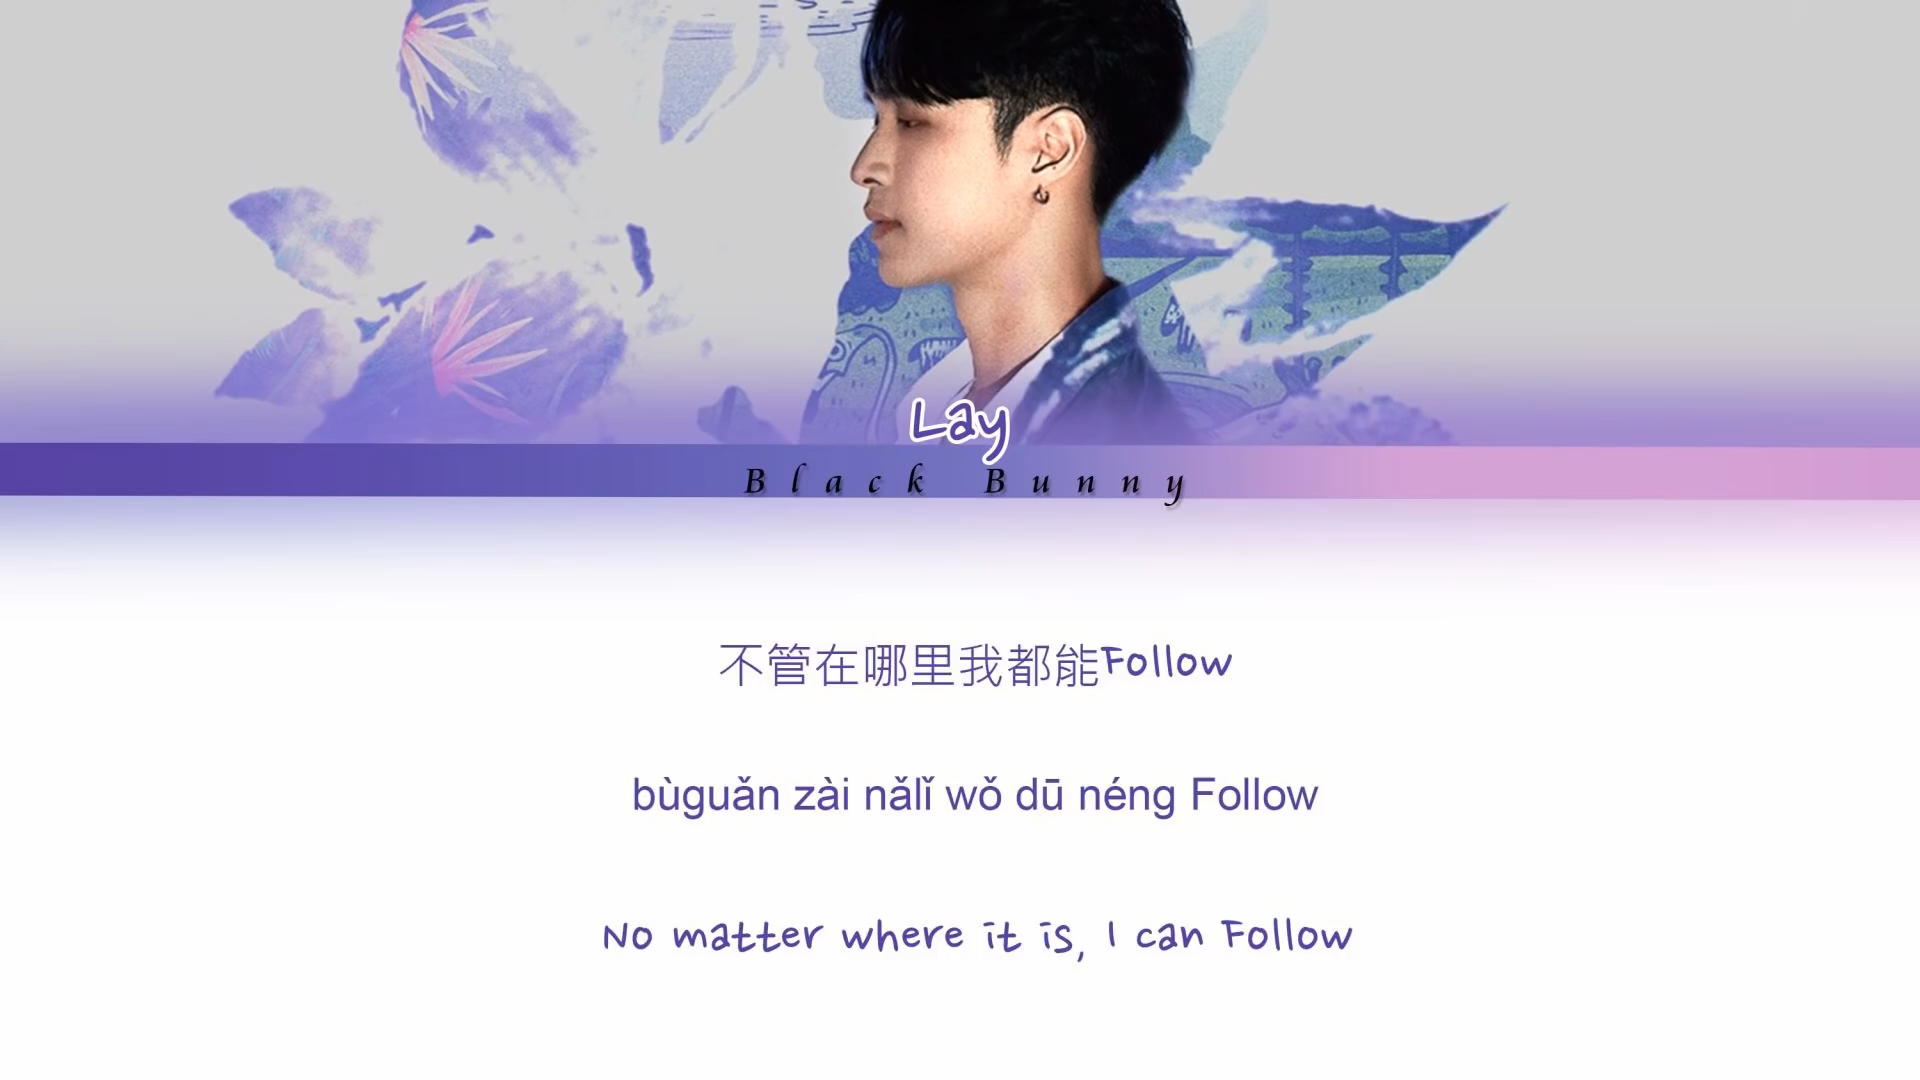 Lay
Black Bunny
不管在哪里我都能Follow
bùguǎn zài nǎlǐ wǒ dū néng Follow
No matter where it is, I can Follow